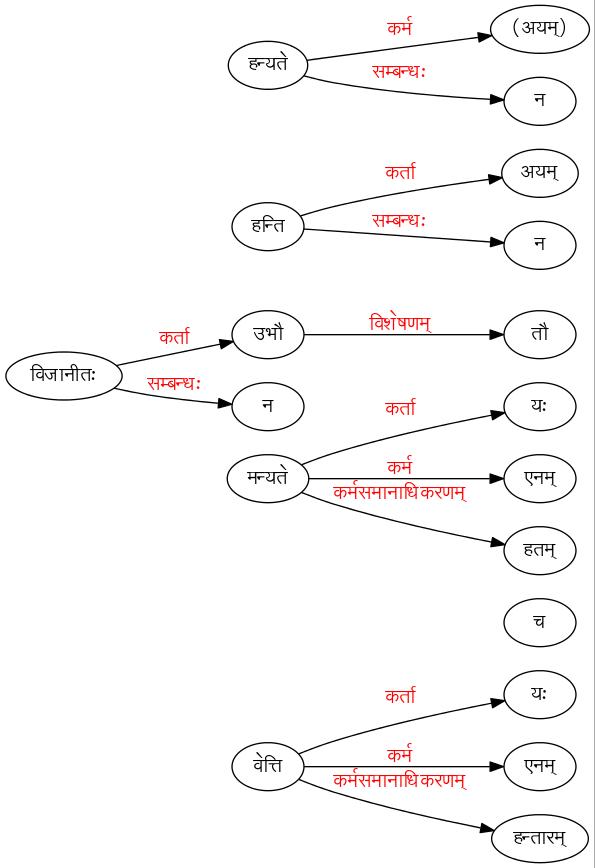 कर्म
(अयम्)
हन्यते
सम्बन्धः
न
कर्ता
अयम्
हन्ति
सम्बन्धः
न
कर्ता
उभौ
विशेषणम्
तौ
विजानीतः
सम्बन्धः
न
कर्ता
यः
मन्यते
कर्म
एनम्
कर्मसमानाधिकरणम्
हतम्
च
कर्ता
यः
वेत्ति
कर्म
एनम्
कर्मसमानाधिकरणम्
हन्तारम्